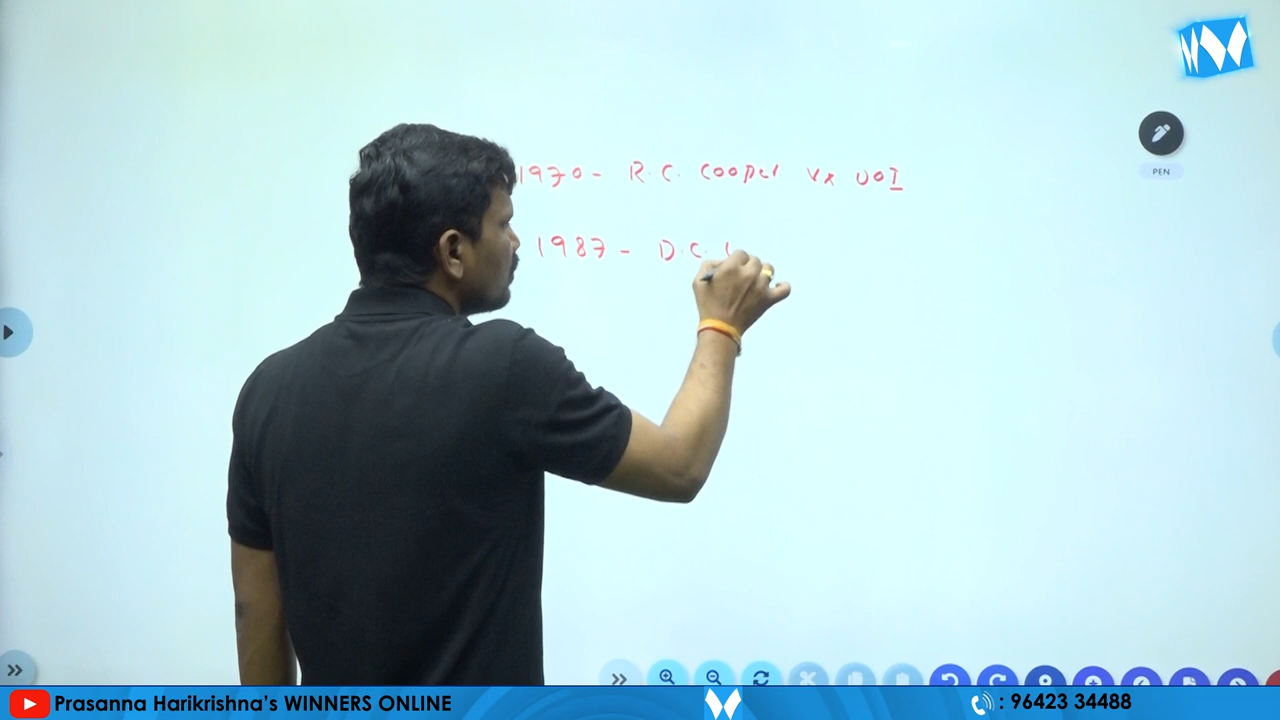 1970 - R.C. Cooper Vs UOI
PEN
1987 - D.C.
Prasanna Harikrishna's WINNERS ONLINE
: 96423 34488